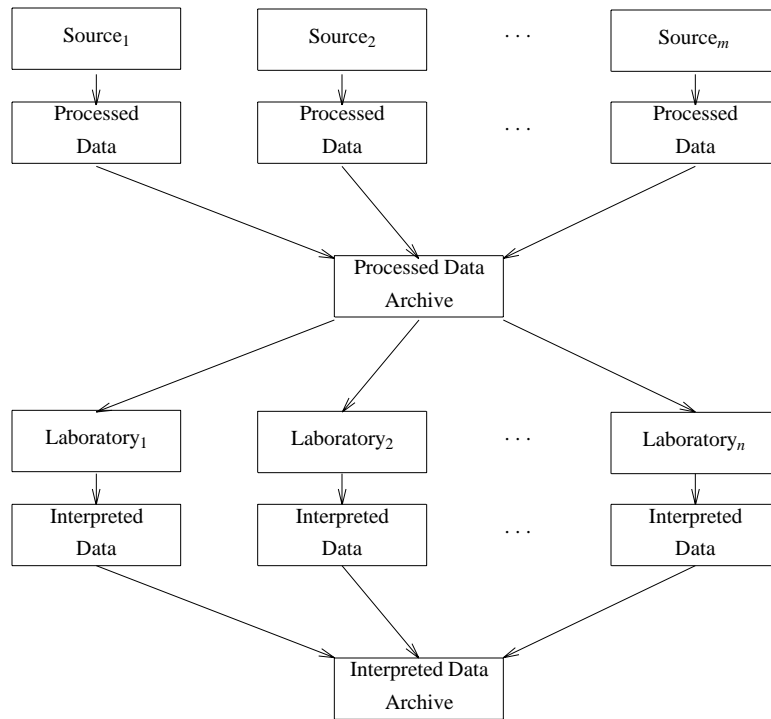 Source₁ Source₂ . . . Sourceₘ
Processed Processed Processed
Data Data . . . Data
Processed Data
Archive
Laboratory₁ Laboratory₂ . . . Laboratoryₙ
Interpreted Interpreted Interpreted
Data Data . . . Data
Interpreted Data
Archive